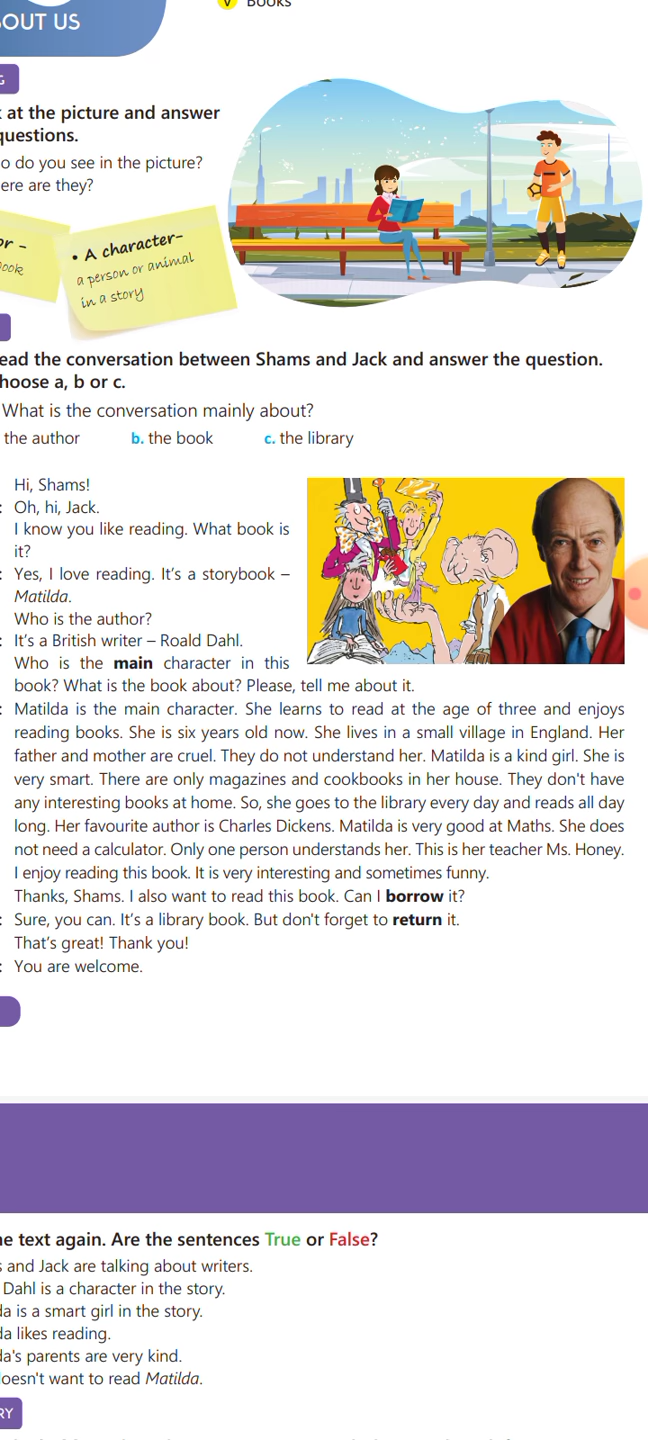 OUT US
v Books
G
at the picture and answer
questions.
o do you see in the picture?
ere are they?
or –
ook
• A character–
a person or animal
in a story
ead the conversation between Shams and Jack and answer the question.
hoose a, b or c.
What is the conversation mainly about?
the author b. the book c. the library
Hi, Shams!
: Oh, hi, Jack.
I know you like reading. What book is
it?
: Yes, I love reading. It's a storybook –
Matilda.
Who is the author?
: It's a British writer – Roald Dahl.
Who is the main character in this
book? What is the book about? Please, tell me about it.
: Matilda is the main character. She learns to read at the age of three and enjoys
reading books. She is six years old now. She lives in a small village in England. Her
father and mother are cruel. They do not understand her. Matilda is a kind girl. She is
very smart. There are only magazines and cookbooks in her house. They don't have
any interesting books at home. So, she goes to the library every day and reads all day
long. Her favourite author is Charles Dickens. Matilda is very good at Maths. She does
not need a calculator. Only one person understands her. This is her teacher Ms. Honey.
I enjoy reading this book. It is very interesting and sometimes funny.
Thanks, Shams. I also want to read this book. Can I borrow it?
: Sure, you can. It's a library book. But don't forget to return it.
That's great! Thank you!
: You are welcome.
e text again. Are the sentences True or False?
s and Jack are talking about writers.
Dahl is a character in the story.
da is a smart girl in the story.
da likes reading.
da's parents are very kind.
oesn't want to read Matilda.
RY